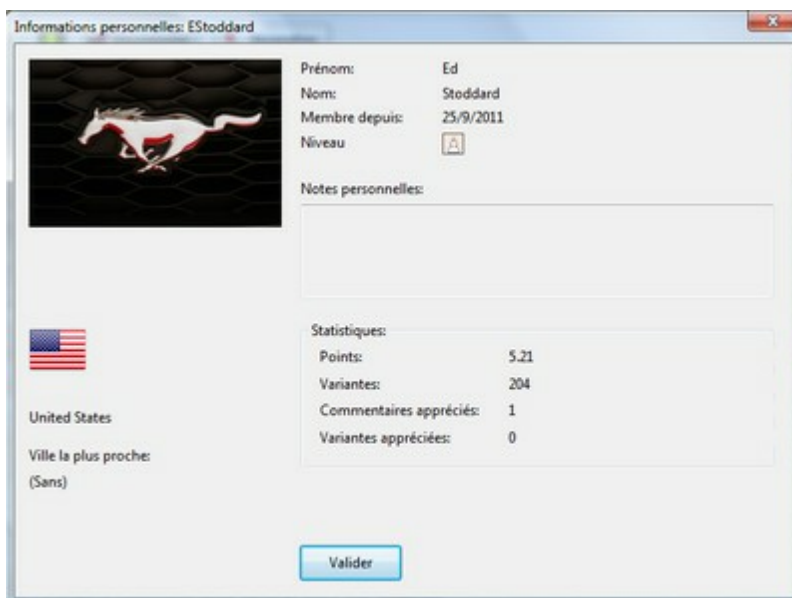 Informations personnelles: EStoddard
Prénom: Ed
Nom: Stoddard
Membre depuis: 25/9/2011
Niveau A
Notes personnelles:
Statistiques:
Points: 5.21
Variantes: 204
Commentaires appréciés: 1
Variantes appréciées: 0
United States
Ville la plus proche:
(Sans)
Valider